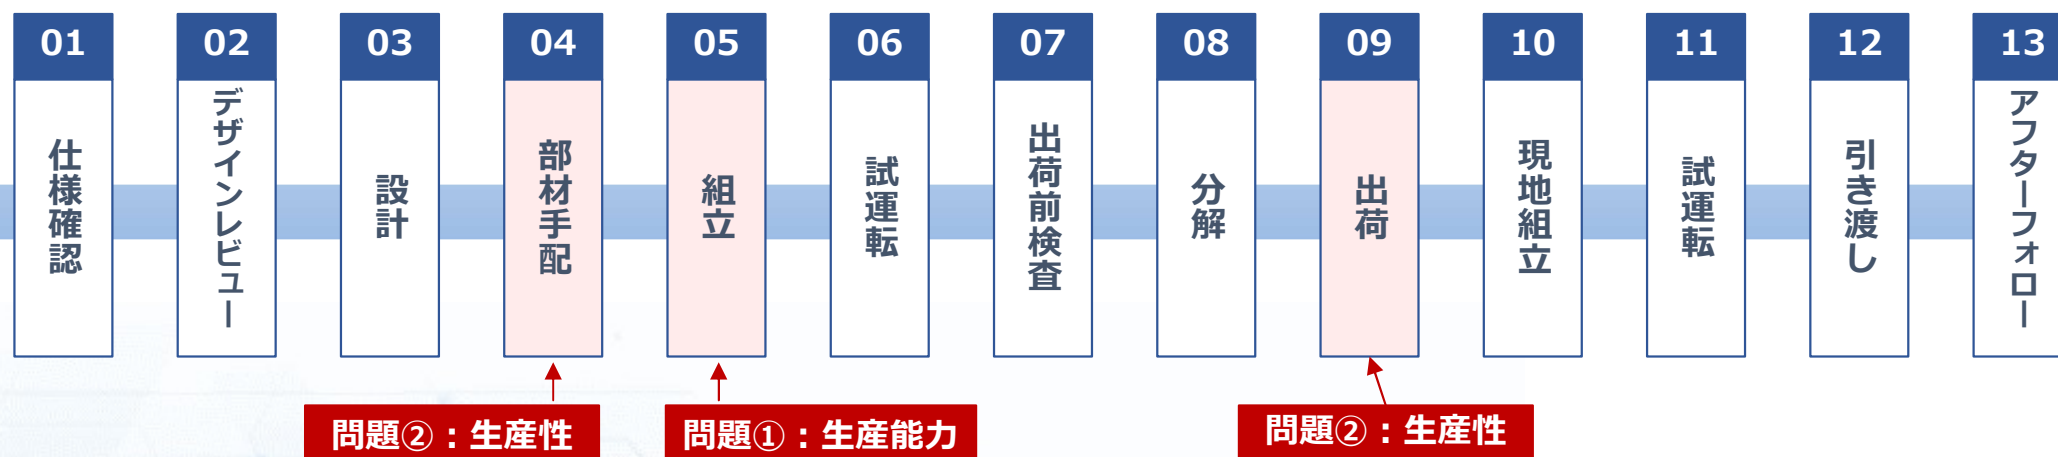 01
仕様確認
02
デザインレビュー
03
設計
04
部材手配
05
組立
06
試運転
07
出荷前検査
08
分解
09
出荷
10
現地組立
11
試運転
12
引き渡し
13
アフターフォロー
問題②：生産性
問題①：生産能力
問題②：生産性